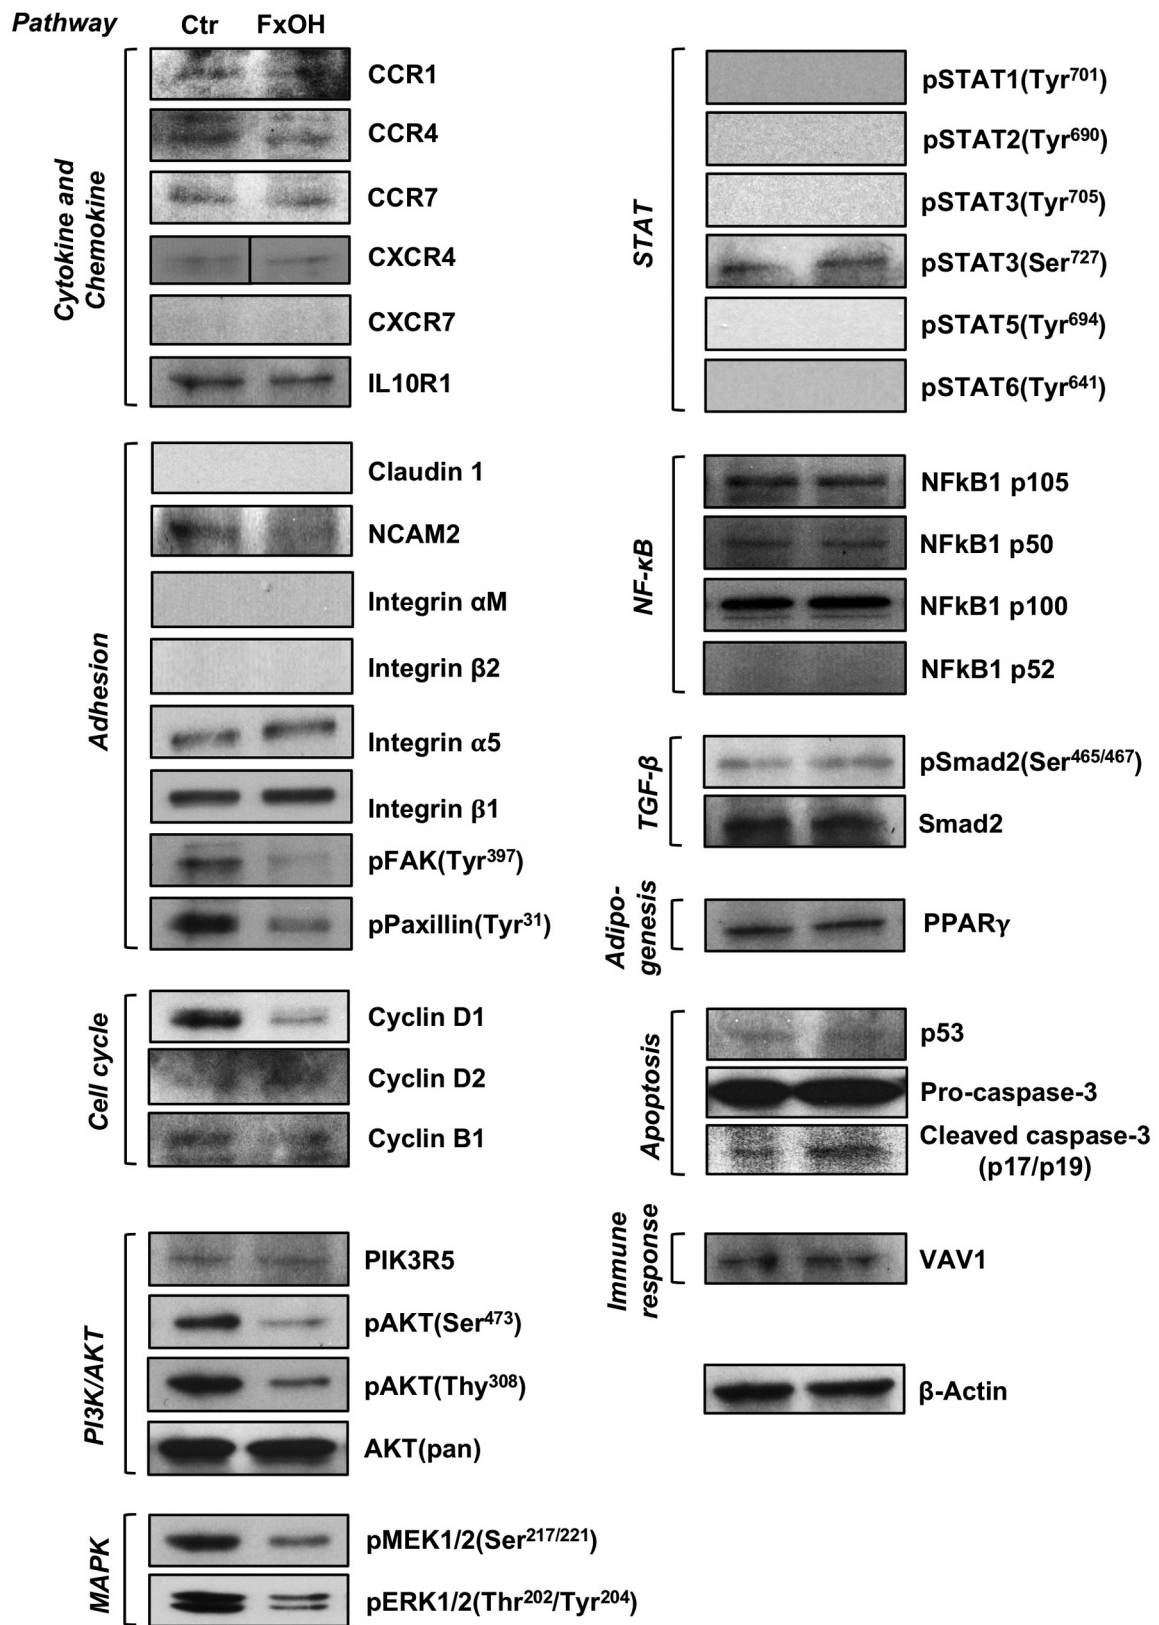 Pathway Ctr FxOH
Cytokine and
Chemokine
CCR1
CCR4
CCR7
CXCR4
CXCR7
IL10R1
Adhesion
Claudin 1
NCAM2
Integrin αM
Integrin β2
Integrin α5
Integrin β1
pFAK(Tyr³⁹⁷)
pPaxillin(Tyr³¹)
Cell cycle
Cyclin D1
Cyclin D2
Cyclin B1
PI3K/AKT
PIK3R5
pAKT(Ser⁴⁷³)
pAKT(Thy³⁰⁸)
AKT(pan)
MAPK
pMEK1/2(Ser²¹⁷/²²¹)
pERK1/2(Thr²⁰²/Tyr²⁰⁴)
STAT
pSTAT1(Tyr⁷⁰¹)
pSTAT2(Tyr⁶⁹⁰)
pSTAT3(Tyr⁷⁰⁵)
pSTAT3(Ser⁷²⁷)
pSTAT5(Tyr⁶⁹⁴)
pSTAT6(Tyr⁶⁴¹)
NF-κB
NFkB1 p105
NFkB1 p50
NFkB1 p100
NFkB1 p52
TGF-β
pSmad2(Ser⁴⁶⁵/⁴⁶⁷)
Smad2
Adipo-
genesis
PPARγ
Apoptosis
p53
Pro-caspase-3
Cleaved caspase-3
(p17/p19)
Immune
response
VAV1
β-Actin